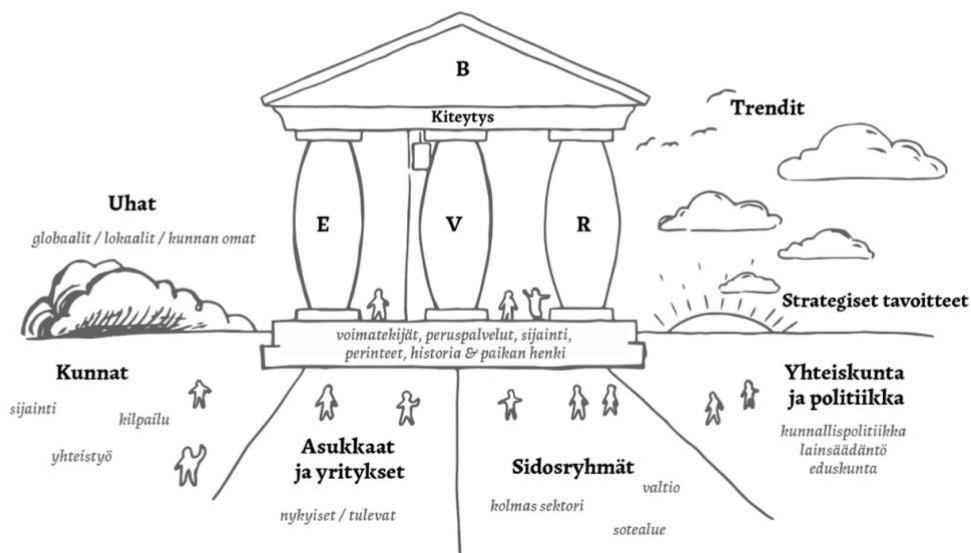 B
Kiteytys
Trendit
Uhat
globaalit / lokaalit / kunnan omat
E
V
R
Strategiset tavoitteet
voimatekijät, peruspalvelut, sijainti,
perinteet, historia & paikan henki
Kunnat
sijainti
kilpailu
yhteistyö
Asukkaat
ja yritykset
nykyiset / tulevat
Sidosryhmät
valtio
kolmas sektori
sotealue
Yhteiskunta
ja politiikka
kunnallispolitiikka
lainsäädäntö
eduskunta